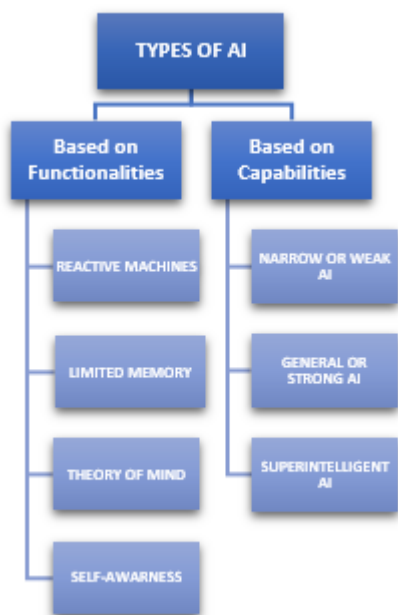 TYPES OF AI
Based on
Functionalities
Based on
Capabilities
REACTIVE MACHINES
LIMITED MEMORY
THEORY OF MIND
SELF-AWARNESS
NARROW OR WEAK
AI
GENERAL OR
STRONG AI
SUPERINTELLIGENT
AI